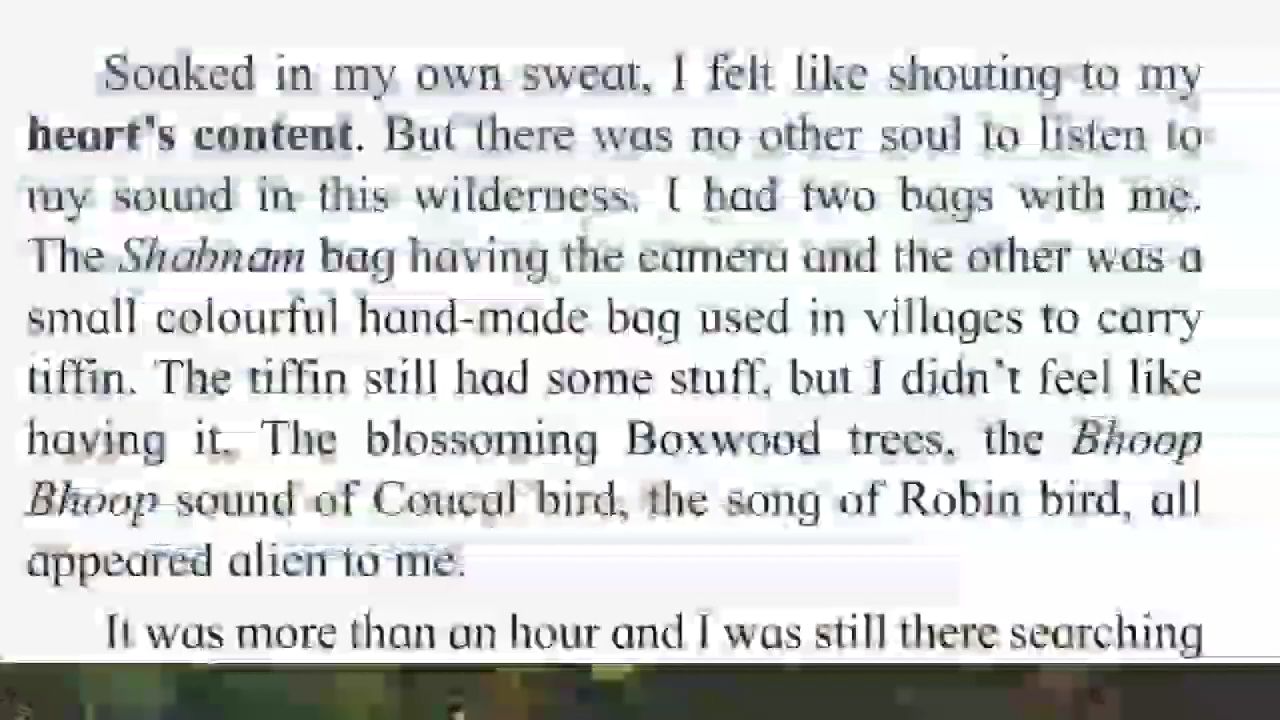 Soaked in my own sweat, I felt like shouting to my
heart's content. But there was no other soul to listen to
my sound in this wilderness. I had two bags with me.
The Shabnam bag having the camera and the other was a
small colourful hand-made bag used in villages to carry
tiffin. The tiffin still had some stuff, but I didn't feel like
having it. The blossoming Boxwood trees, the Bhoop
Bhoop sound of Coucal bird, the song of Robin bird, all
appeared alien to me.
It was more than an hour and I was still there searching